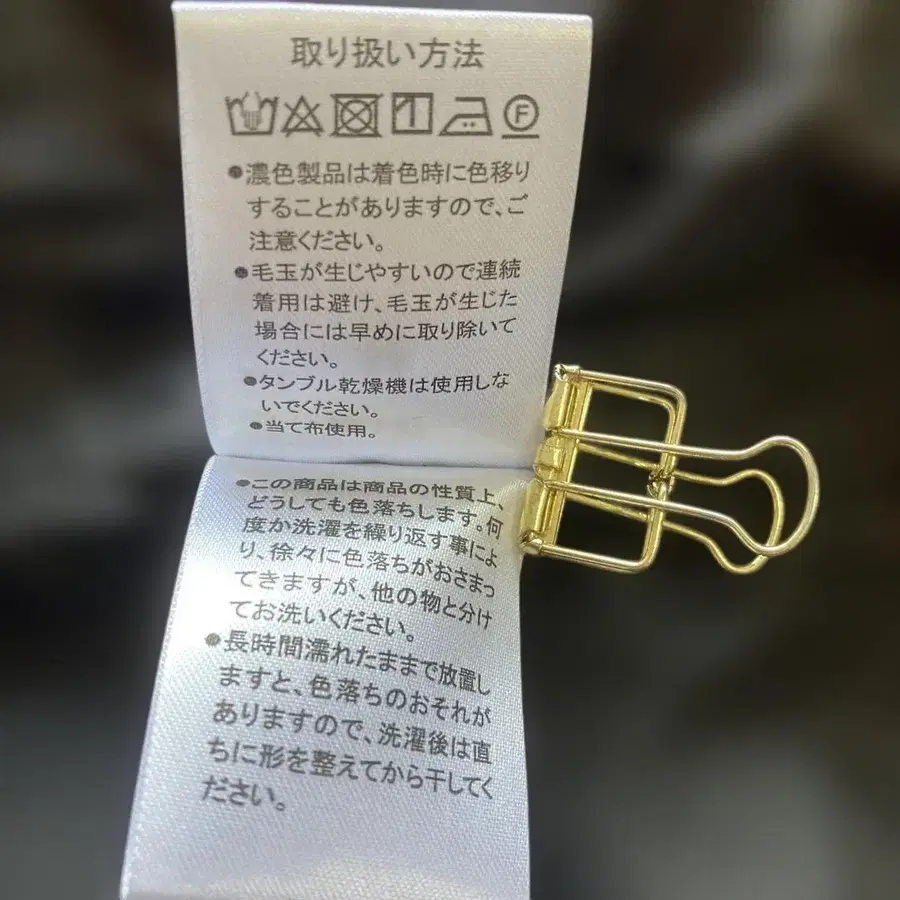 取り扱い方法
F
●濃色製品は着色時に色移り
することがありますので、ご
注意ください。
●毛玉が生じやすいので連続
着用は避け、毛玉が生じた
場合には早めに取り除いて
ください。
●タンブル乾燥機は使用しな
いでください。
●当て布使用。
●この商品は商品の性質上、
どうしても色落ちします。何
度か洗濯を繰り返す事によ
り、徐々に色落ちがおさまっ
てきますが、他の物と分け
てお洗いください。
●長時間濡れたままで放置し
ますと、色落ちのおそれが
ありますので、洗濯後は直
ちに形を整えてから干してく
ださい。